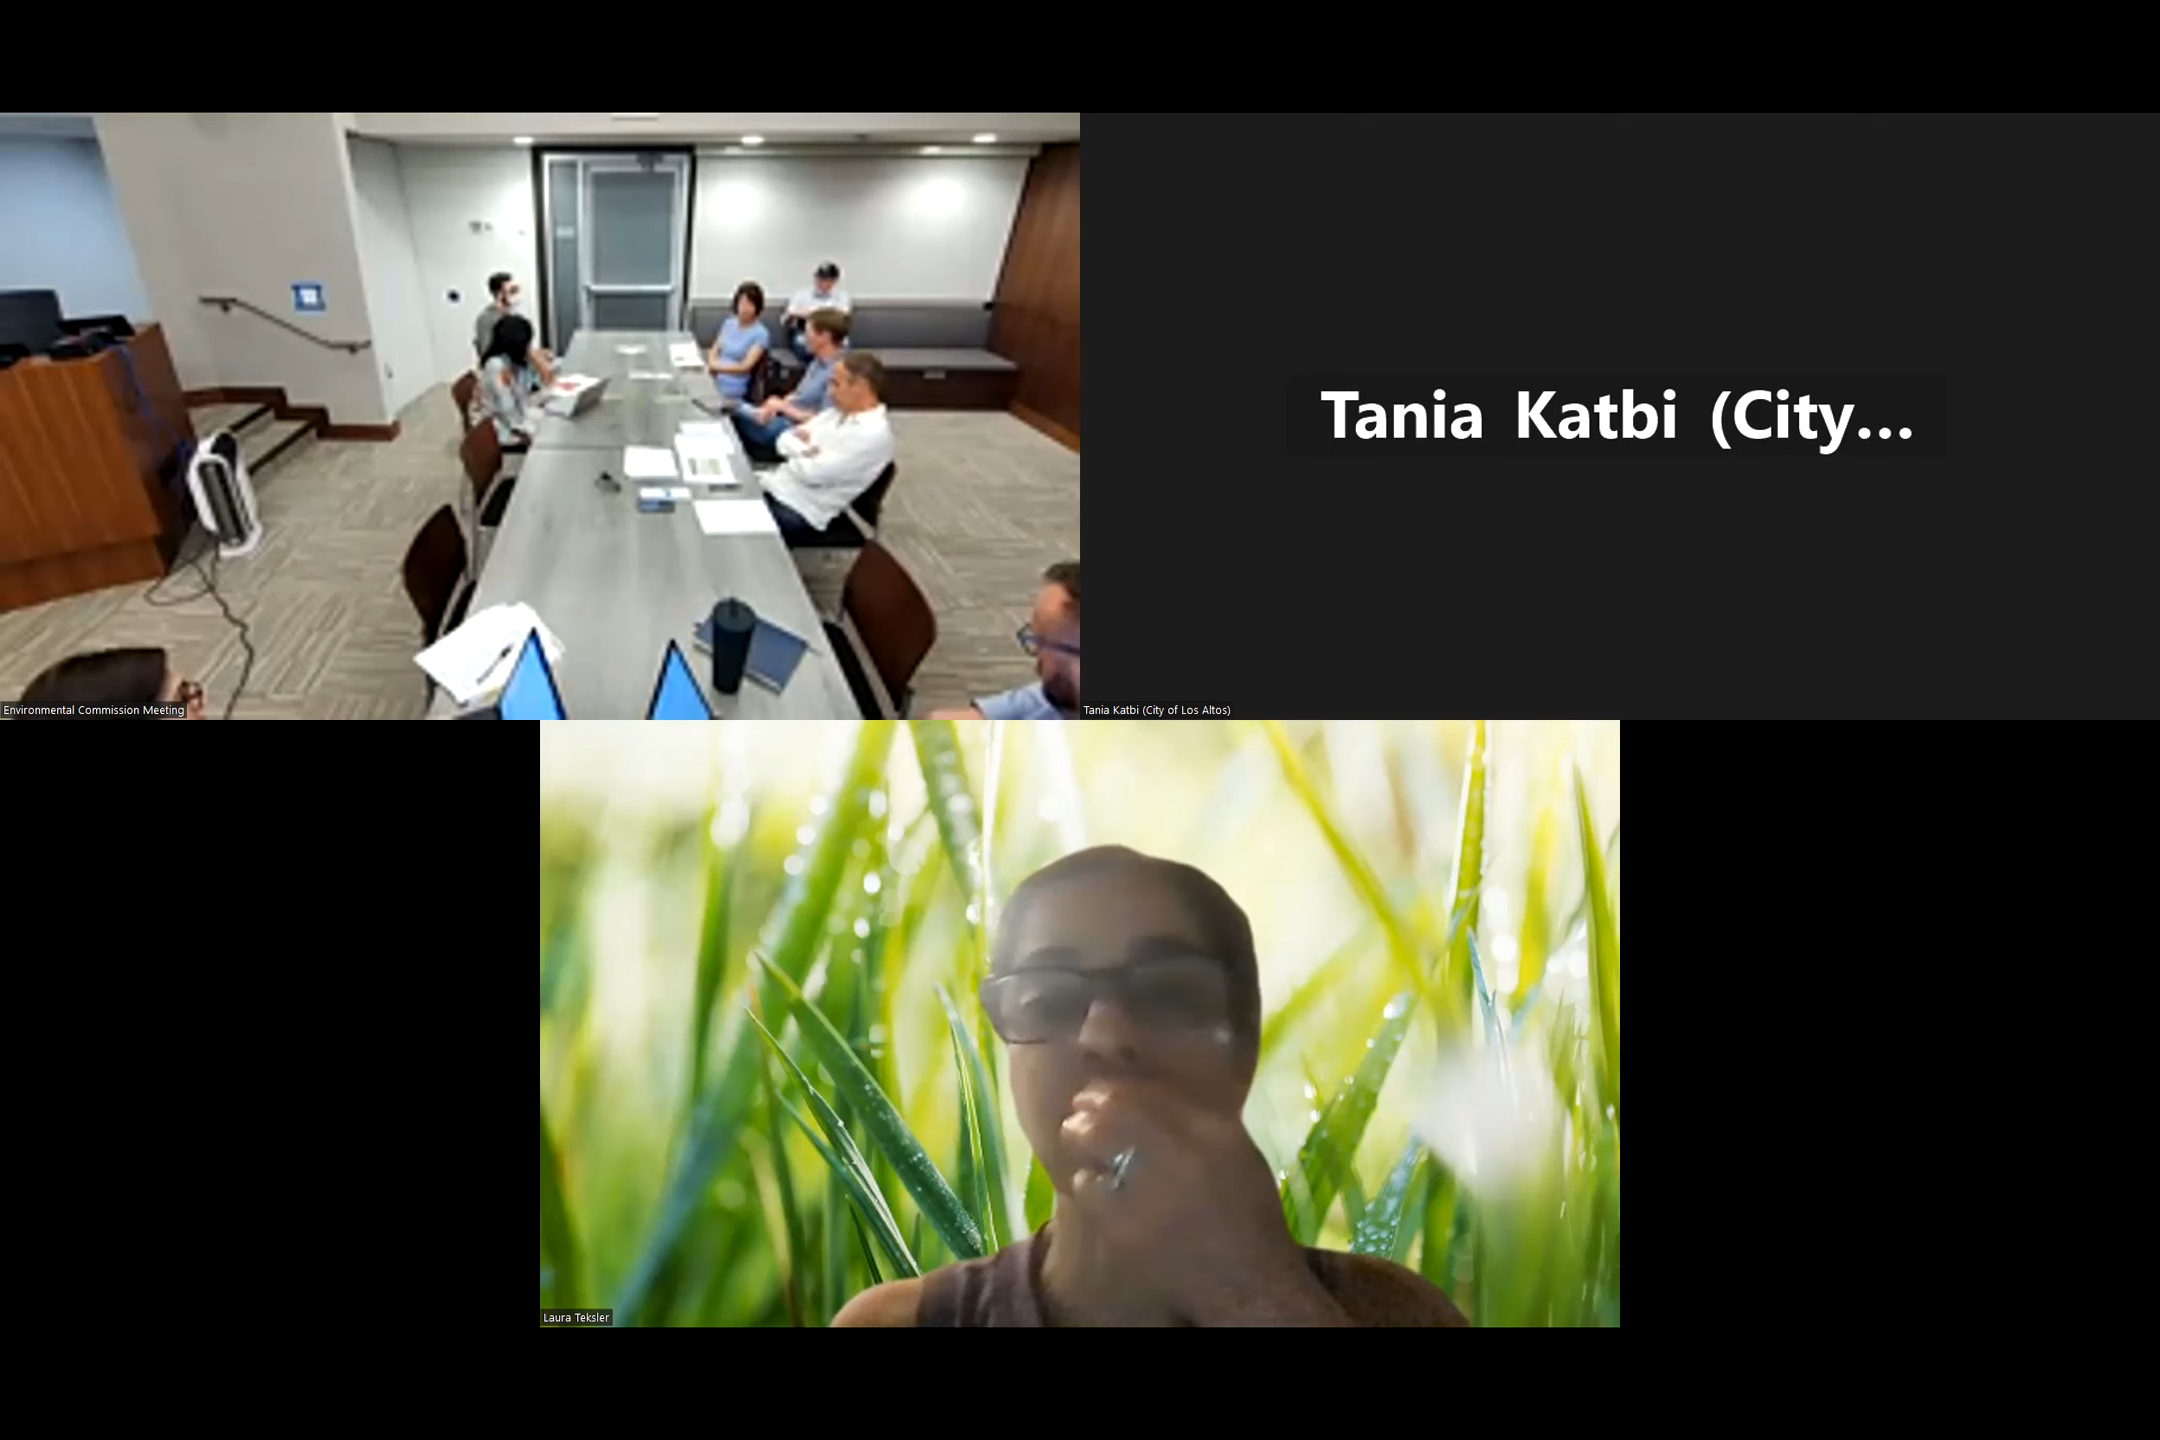 Environmental Commission Meeting
Tania Katbi (City...
Tania Katbi (City of Los Altos)
Laura Teksler